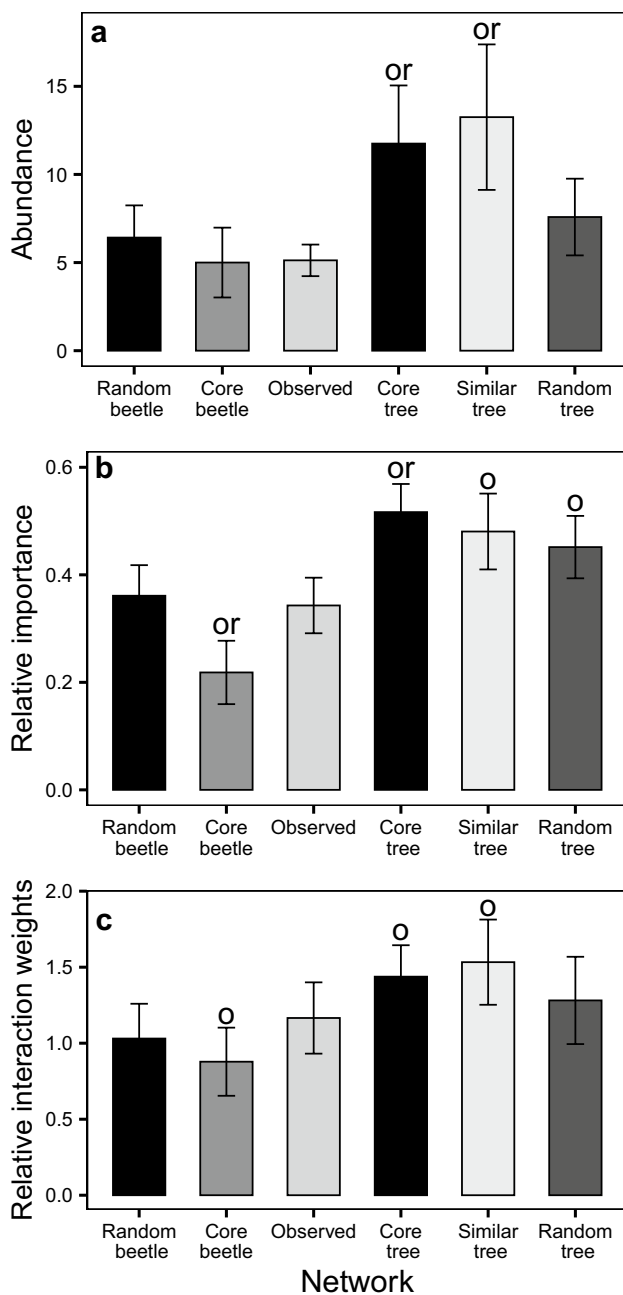 a
or
or
Abundance
15
10
5
0
Random beetle
Core beetle
Observed
Core tree
Similar tree
Random tree
b
or
o
o
or
Relative importance
0.6
0.4
0.2
0.0
Random beetle
Core beetle
Observed
Core tree
Similar tree
Random tree
c
o
o
o
Relative interaction weights
2.0
1.5
1.0
0.5
0.0
Random beetle
Core beetle
Observed
Core tree
Similar tree
Random tree
Network